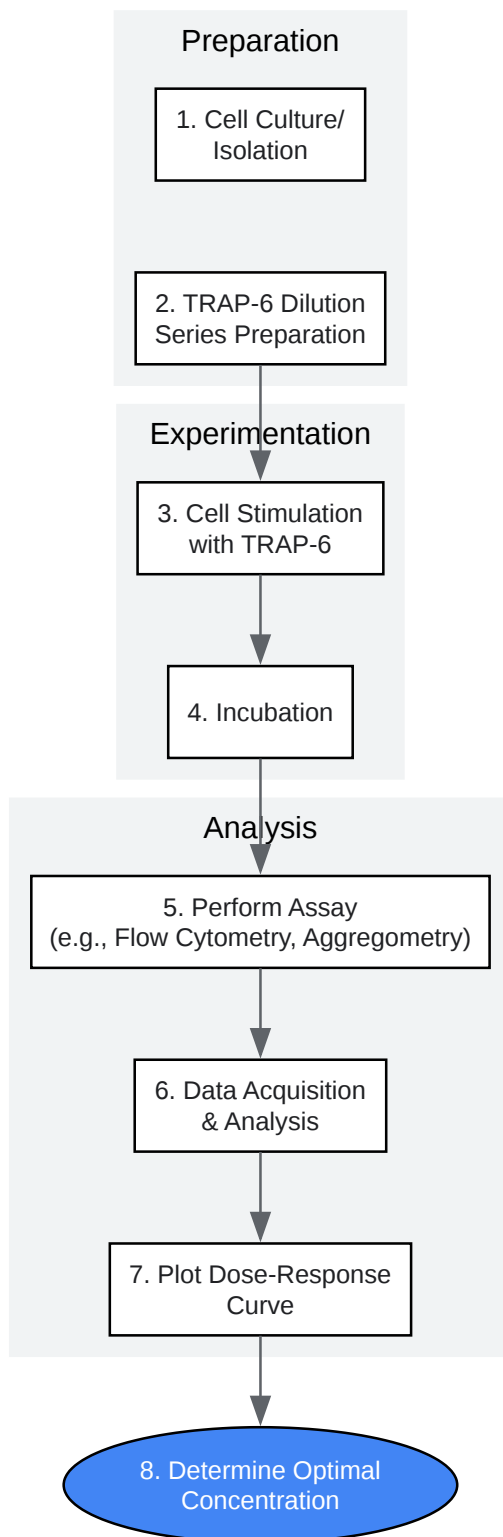 Preparation
1. Cell Culture/
Isolation
2. TRAP-6 Dilution
Series Preparation
Experimentation
3. Cell Stimulation
with TRAP-6
4. Incubation
Analysis
5. Perform Assay
(e.g., Flow Cytometry, Aggregometry)
6. Data Acquisition
& Analysis
7. Plot Dose-Response
Curve
8. Determine Optimal
Concentration